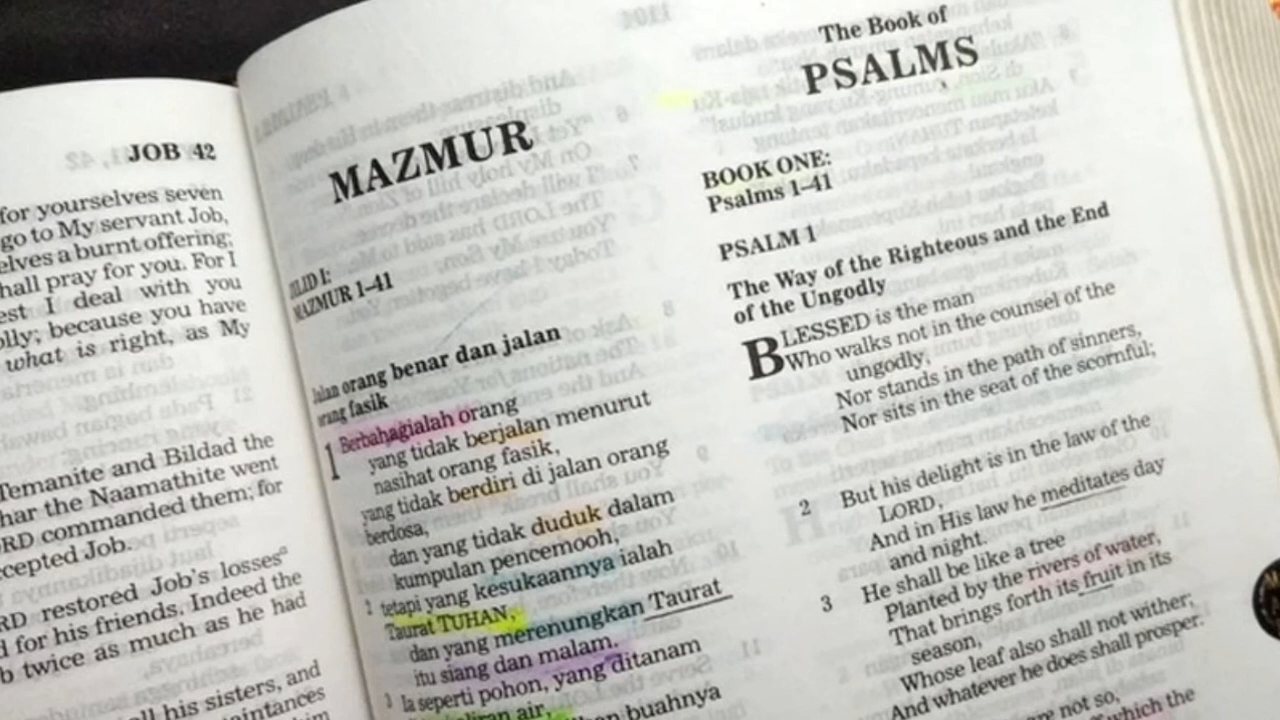 JOB 42
for yourselves seven
go to My servant Job,
elves a burnt offering;
hall pray for you. For I
est I deal with you
olly; because you have
what is right, as My
Temanite and Bildad the
har the Naamathite went
RD commanded them; for
ccepted Job.
RD restored Job's losses
for his friends. Indeed the
b twice as much as he had
all his sisters, and
MAZMUR
MAZMUR 1–41
Jalan orang benar dan jalan
orang fasik
1 Berbahagialah orang
yang tidak berjalan menurut
nasihat orang fasik,
yang tidak berdiri di jalan orang
berdosa,
dan yang tidak duduk dalam
kumpulan pencemooh,
2 tetapi yang kesukaannya ialah
Taurat TUHAN,
dan yang merenungkan Taurat
itu siang dan malam.
3 Ia seperti pohon, yang ditanam
aliran air,
buahnya
The Book of
PSALMS
BOOK ONE:
Psalms 1–41
PSALM 1
The Way of the Righteous and the End
of the Ungodly
BLESSED is the man
Who walks not in the counsel of the
ungodly,
Nor stands in the path of sinners,
Nor sits in the seat of the scornful;
2 But his delight is in the law of the
LORD,
And in His law he meditates day
and night.
3 He shall be like a tree
Planted by the rivers of water,
That brings forth its fruit in its
season,
Whose leaf also shall not wither;
And whatever he does shall prosper.
are not so,
which the